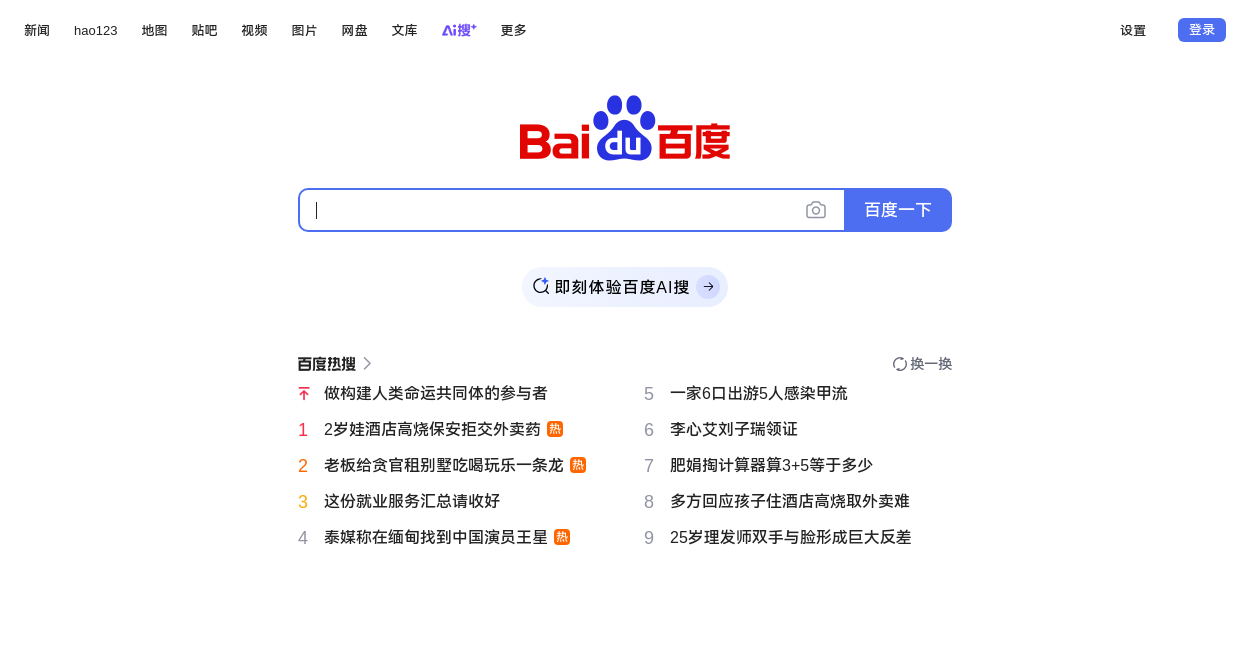 新闻 hao123 地图 贴吧 视频 图片 网盘 文库 Ai搜+ 更多 设置 登录
Bai du 百度
百度一下
即刻体验百度AI搜
百度热搜 换一换
做构建人类命运共同体的参与者
1 2岁娃酒店高烧保安拒交外卖药 热
2 老板给贪官租别墅吃喝玩乐一条龙 热
3 这份就业服务汇总请收好
4 泰媒称在缅甸找到中国演员王星 热
5 一家6口出游5人感染甲流
6 李心艾刘子瑞领证
7 肥娟掏计算器算3+5等于多少
8 多方回应孩子住酒店高烧取外卖难
9 25岁理发师双手与脸形成巨大反差